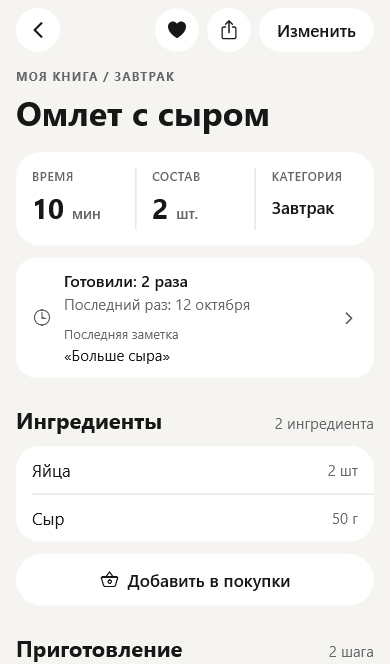 Изменить
МОЯ КНИГА / ЗАВТРАК
Омлет с сыром
ВРЕМЯ
10 мин
СОСТАВ
2 шт.
КАТЕГОРИЯ
Завтрак
Готовили: 2 раза
Последний раз: 12 октября
Последняя заметка
«Больше сыра»
Ингредиенты
2 ингредиента
Яйца
2 шт
Сыр
50 г
Добавить в покупки
Приготовление
2 шага